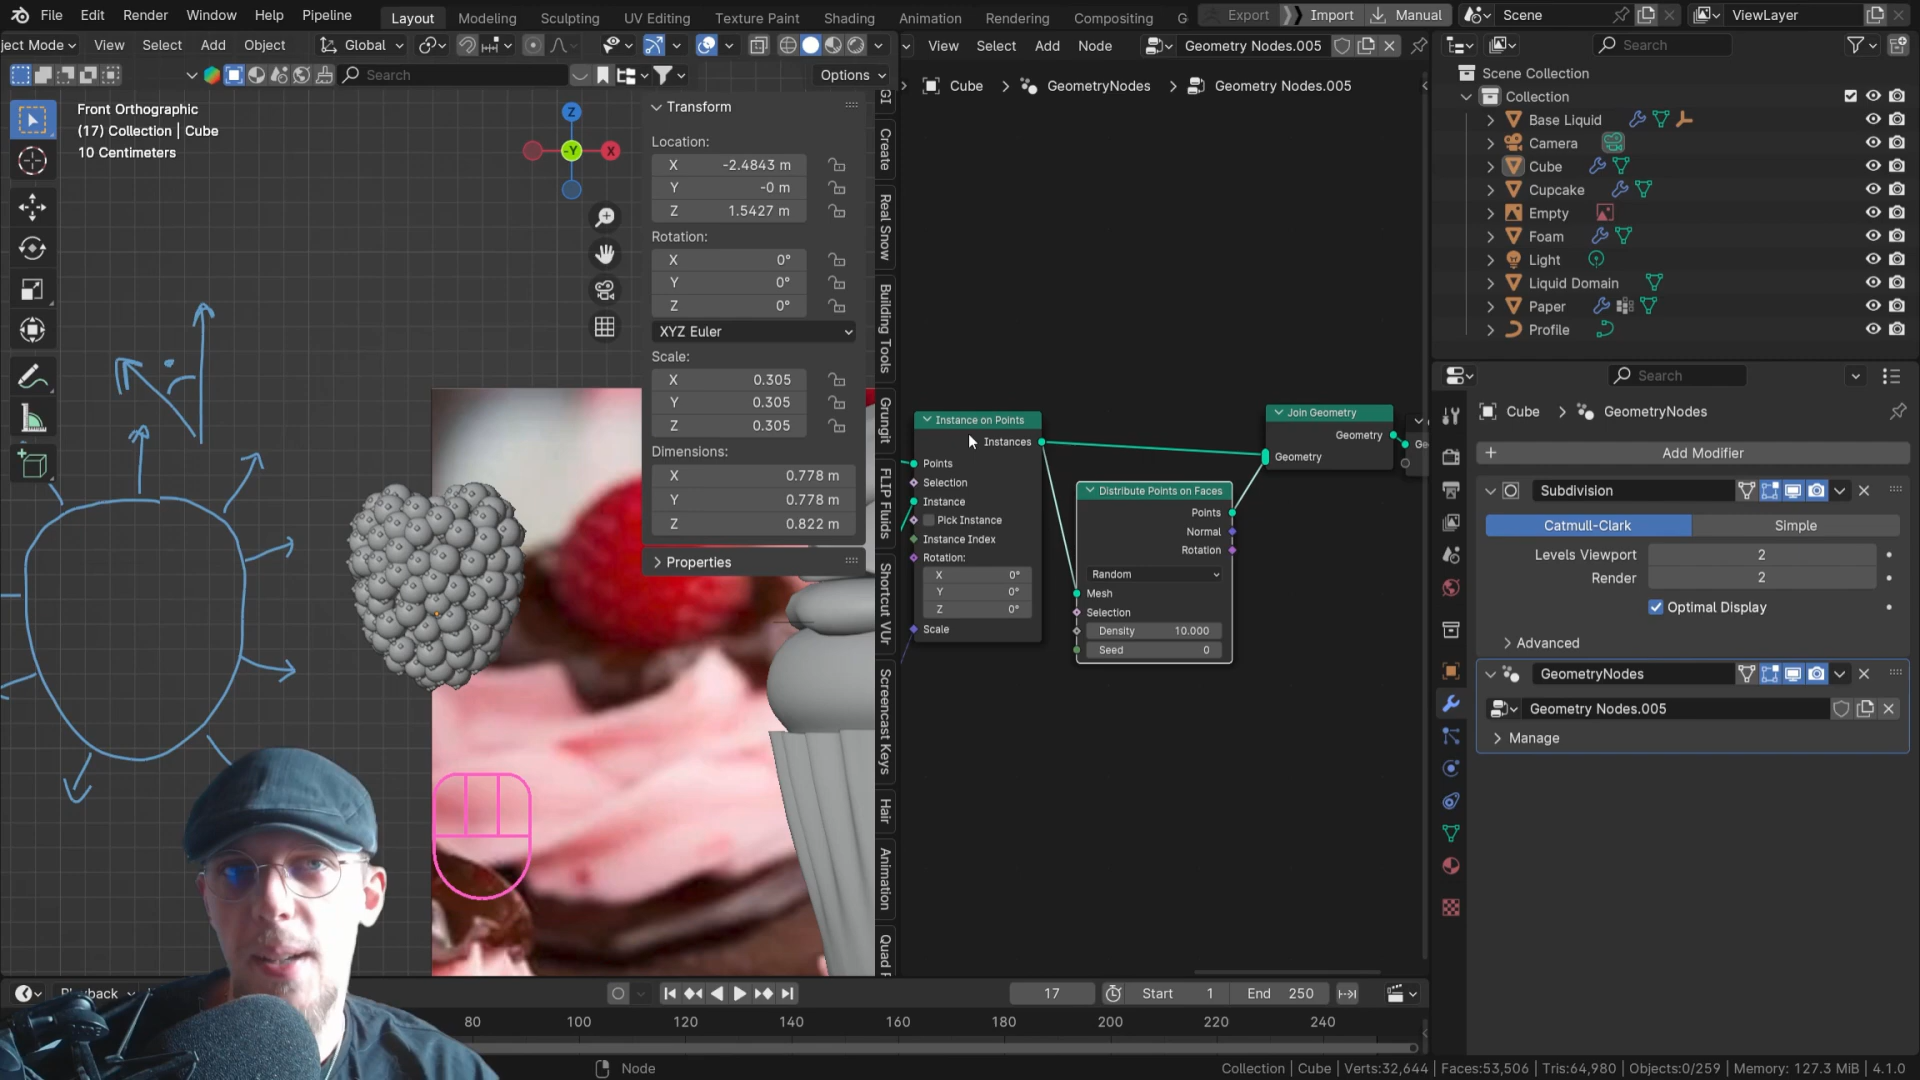 File Edit Render Window Help Pipeline Layout Modeling Sculpting UV Editing Texture Paint Shading Animation Rendering Compositing G Export Import Manual Scene ViewLayer
ject Mode View Select Add Object Global View Select Add Node Geometry Nodes.005 Search
Search Options
Scene Collection
Front Orthographic
(17) Collection | Cube
10 Centimeters
Z
-Y
X
Transform
Location:
X -2.4843 m
Y -0 m
Z 1.5427 m
Rotation:
X 0°
Y 0°
Z 0°
XYZ Euler
Scale:
X 0.305
Y 0.305
Z 0.305
Dimensions:
X 0.778 m
Y 0.778 m
Z 0.822 m
Properties
GI
Create
Real Snow
Building Tools
Grungit
FLIP Fluids
Shortcut VUr
Screencast Keys
Hair
Animation
Quad F
Cube GeometryNodes Geometry Nodes.005
Instance on Points
Instances
Points
Selection
Instance
Pick Instance
Instance Index
Rotation:
X 0°
Y 0°
Z 0°
Scale
Distribute Points on Faces
Points
Normal
Rotation
Random
Mesh
Selection
Density 10.000
Seed 0
Join Geometry
Geometry
Geometry
Ge
Collection
Base Liquid
Camera
Cube
Cupcake
Empty
Foam
Light
Liquid Domain
Paper
Profile
Search
Cube GeometryNodes
Add Modifier
Subdivision
Catmull-Clark Simple
Levels Viewport 2
Render 2
Optimal Display
Advanced
GeometryNodes
Geometry Nodes.005
Manage
Playback 17 Start 1 End 250
80 100 120 140 160 180 200 220 240
Node Collection | Cube | Verts:32,644 | Faces:53,506 | Tris:64,980 | Objects:0/259 | Memory: 127.3 MiB | 4.1.0